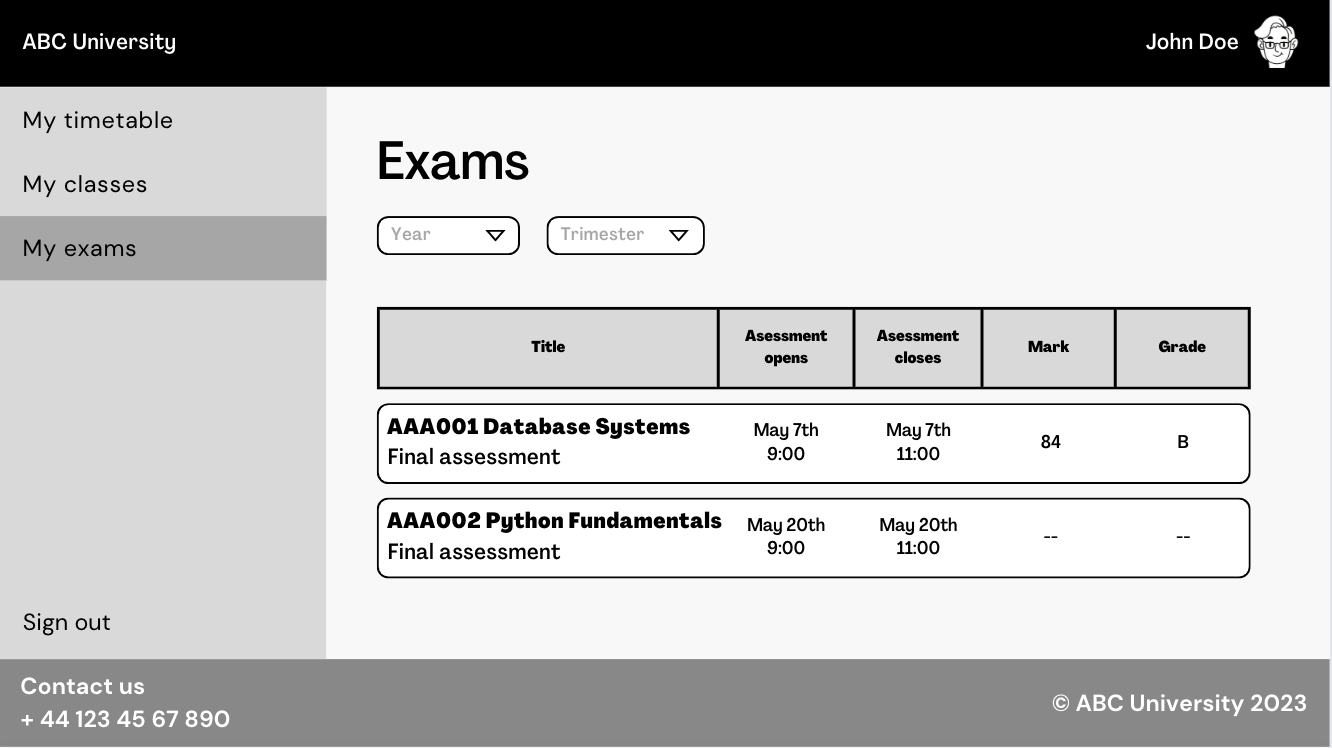 ABC University
John Doe
My timetable
My classes
My exams
Sign out
Exams
Year
Trimester
Title
Asessment
opens
Asessment
closes
Mark
Grade
AAA001 Database Systems
Final assessment
May 7th
9:00
May 7th
11:00
84
B
AAA002 Python Fundamentals
Final assessment
May 20th
9:00
May 20th
11:00
--
--
Contact us
+ 44 123 45 67 890
© ABC University 2023